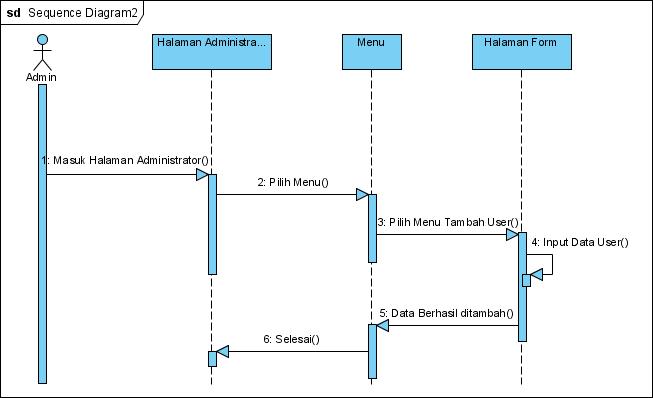 sd Sequence Diagram2
Admin
Halaman Administra...
Menu
Halaman Form
1: Masuk Halaman Administrator()
2: Pilih Menu()
3: Pilih Menu Tambah User()
4: Input Data User()
5: Data Berhasil ditambah()
6: Selesai()